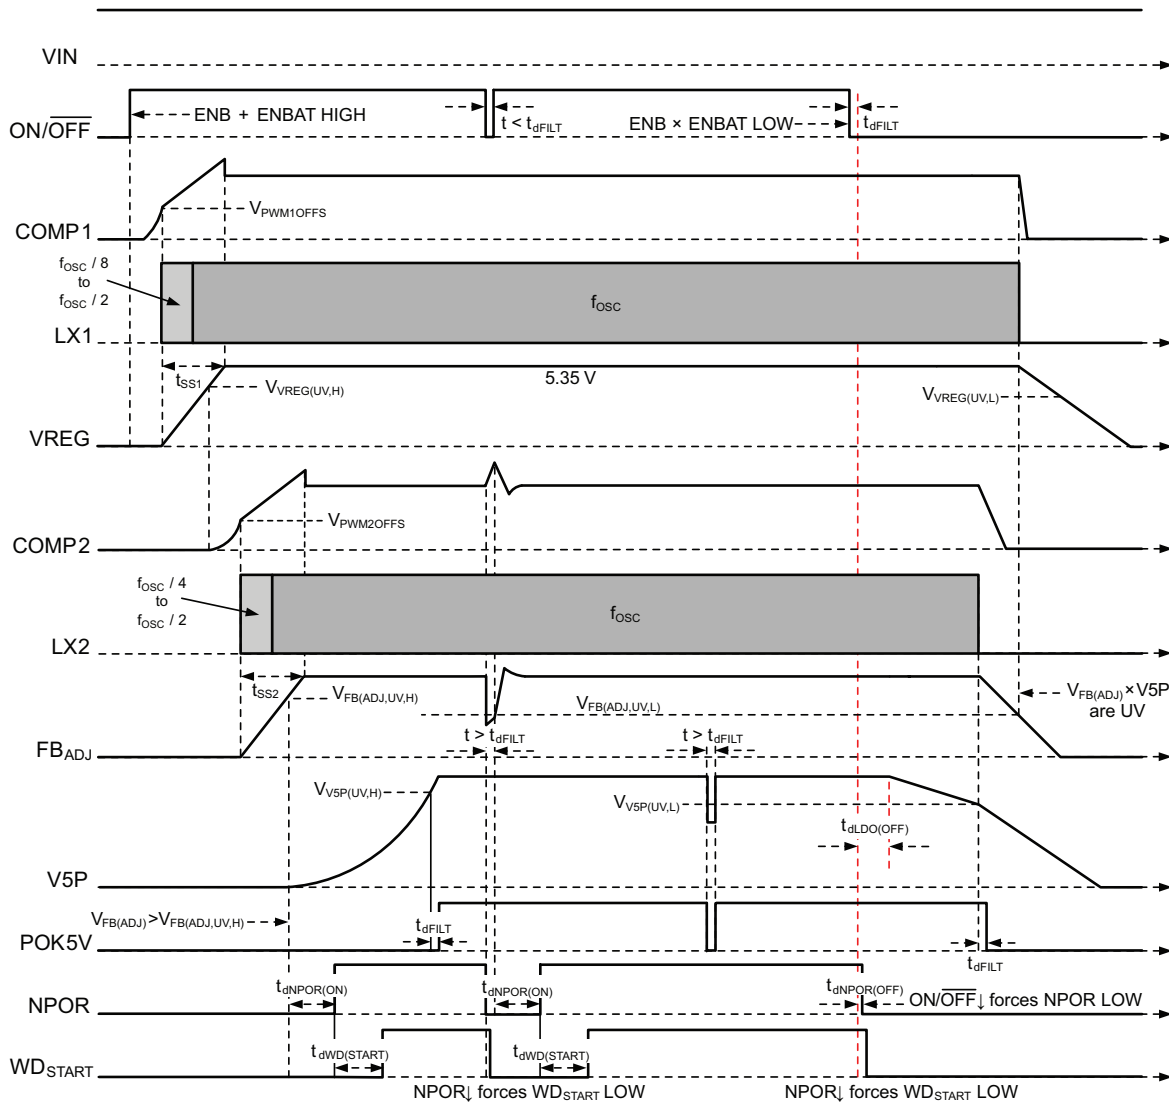 VIN
ON/OFF
ENB + ENBAT HIGH
t < tdFILT
ENB × ENBAT LOW
tdFILT
COMP1
VPWM1OFFS
fOSC / 8
to
fOSC / 2
fOSC
LX1
tSS1
VVREG(UV,H)
5.35 V
VVREG(UV,L)
VREG
COMP2
VPWM2OFFS
fOSC / 4
to
fOSC / 2
fOSC
LX2
tSS2
VFB(ADJ,UV,H)
VFB(ADJ,UV,L)
VFB(ADJ) × V5P
are UV
FBADJ
t > tdFILT
t > tdFILT
VV5P(UV,H)
VV5P(UV,L)
tdLDO(OFF)
V5P
VFB(ADJ)>VFB(ADJ,UV,H)
POK5V
tdFILT
tdFILT
NPOR
tdNPOR(ON)
tdNPOR(ON)
tdNPOR(OFF)
ON/OFF↓ forces NPOR LOW
WDSTART
tdWD(START)
tdWD(START)
NPOR↓ forces WDSTART LOW
NPOR↓ forces WDSTART LOW